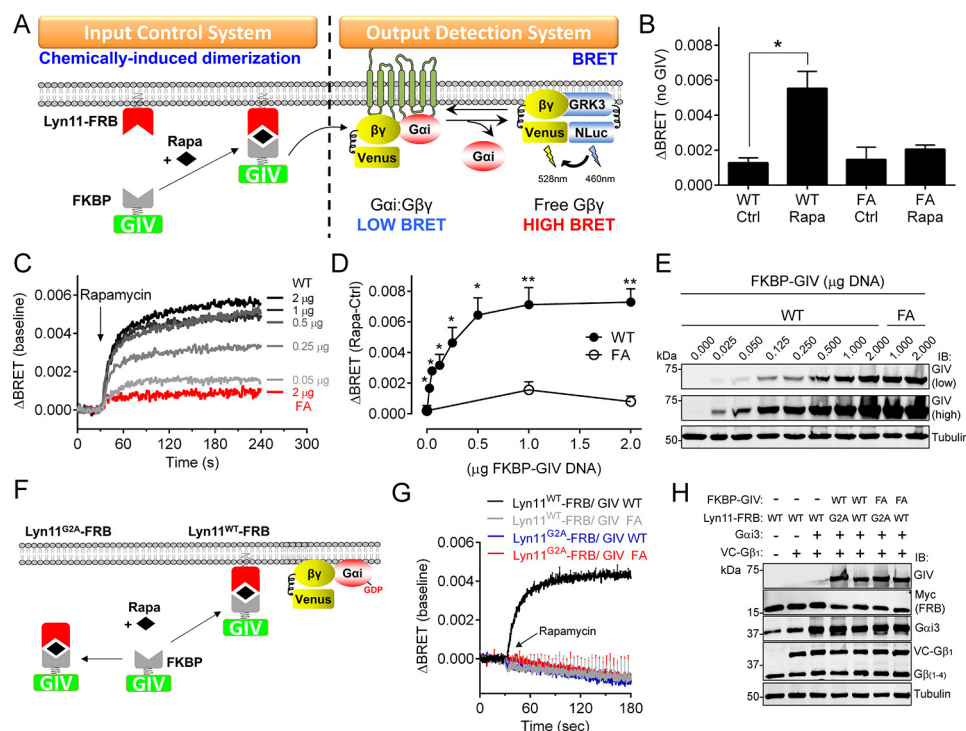 A
Input Control System
Output Detection System
Chemically-induced dimerization
BRET
Lyn11-FRB
Rapa
+
FKBP
GIV
GIV
βγ
Gαi
Venus
Gαi
βγ
GRK3
Venus
NLuc
528nm
460nm
Gαi:Gβγ
LOW BRET
Free Gβγ
HIGH BRET
B
ΔBRET (no GIV)
0.008
0.006
0.004
0.002
0.000
*
WT Ctrl
WT Rapa
FA Ctrl
FA Rapa
C
ΔBRET (baseline)
0.006
0.004
0.002
0.000
Rapamycin
WT
2 μg
1 μg
0.5 μg
0.25 μg
0.05 μg
2 μg
FA
0 60 120 180 240 300
Time (s)
D
ΔBRET (Rapa-Ctrl)
0.010
0.008
0.006
0.004
0.002
0.000
* * * * * ** **
WT
FA
0.0 0.5 1.0 1.5 2.0
(μg FKBP-GIV DNA)
E
FKBP-GIV (μg DNA)
WT FA
0.000 0.025 0.050 0.125 0.250 0.500 1.000 2.000 1.000 2.000
kDa
IB:
75
GIV (low)
75
GIV (high)
50
Tubulin
F
Lyn11G2A-FRB
Lyn11WT-FRB
βγ
Gαi
GDP
Venus
Rapa
+
FKBP
GIV
GIV
GIV
G
Lyn11WT-FRB/ GIV WT
Lyn11WT-FRB/ GIV FA
Lyn11G2A-FRB/ GIV WT
Lyn11G2A-FRB/ GIV FA
ΔBRET (baseline)
0.006
0.004
0.002
0.000
Rapamycin
0 60 120 180
Time (sec)
H
FKBP-GIV: - - - WT WT FA FA
Lyn11-FRB: WT WT WT G2A WT G2A WT
Gαi3: - - + + + + +
VC-Gβ1: - + + + + + +
kDa
IB:
75
GIV
15
Myc (FRB)
37
Gαi3
VC-Gβ1
37
Gβ(1-4)
50
Tubulin